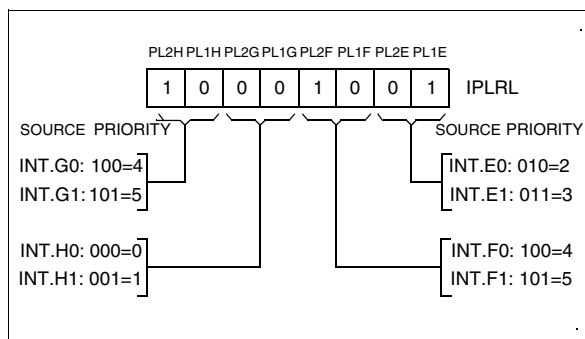 PL2H PL1H PL2G PL1G PL2F PL1F PL2E PL1E
1 0 0 0 1 0 0 1 IPLRL
SOURCE PRIORITY
INT.G0: 100=4
INT.G1: 101=5
INT.H0: 000=0
INT.H1: 001=1
SOURCE PRIORITY
INT.E0: 010=2
INT.E1: 011=3
INT.F0: 100=4
INT.F1: 101=5